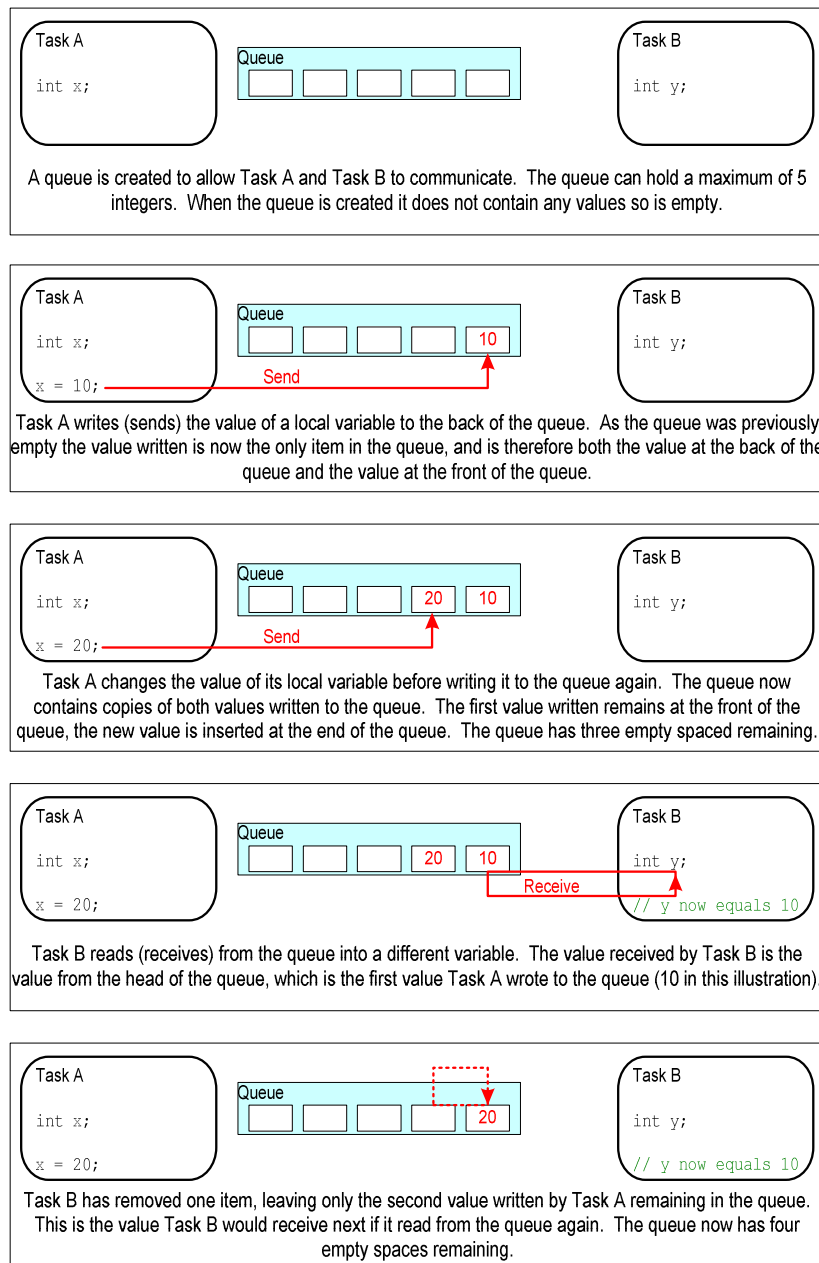 Task A
int x;
Queue
Task B
int y;
A queue is created to allow Task A and Task B to communicate. The queue can hold a maximum of 5
integers. When the queue is created it does not contain any values so is empty.
Task A
int x;
x = 10;
Queue
10
Send
Task B
int y;
Task A writes (sends) the value of a local variable to the back of the queue. As the queue was previously
empty the value written is now the only item in the queue, and is therefore both the value at the back of the
queue and the value at the front of the queue.
Task A
int x;
x = 20;
Queue
20 10
Send
Task B
int y;
Task A changes the value of its local variable before writing it to the queue again. The queue now
contains copies of both values written to the queue. The first value written remains at the front of the
queue, the new value is inserted at the end of the queue. The queue has three empty spaced remaining.
Task A
int x;
x = 20;
Queue
20 10
Receive
Task B
int y;
// y now equals 10
Task B reads (receives) from the queue into a different variable. The value received by Task B is the
value from the head of the queue, which is the first value Task A wrote to the queue (10 in this illustration).
Task A
int x;
x = 20;
Queue
20
Task B
int y;
// y now equals 10
Task B has removed one item, leaving only the second value written by Task A remaining in the queue.
This is the value Task B would receive next if it read from the queue again. The queue now has four
empty spaces remaining.